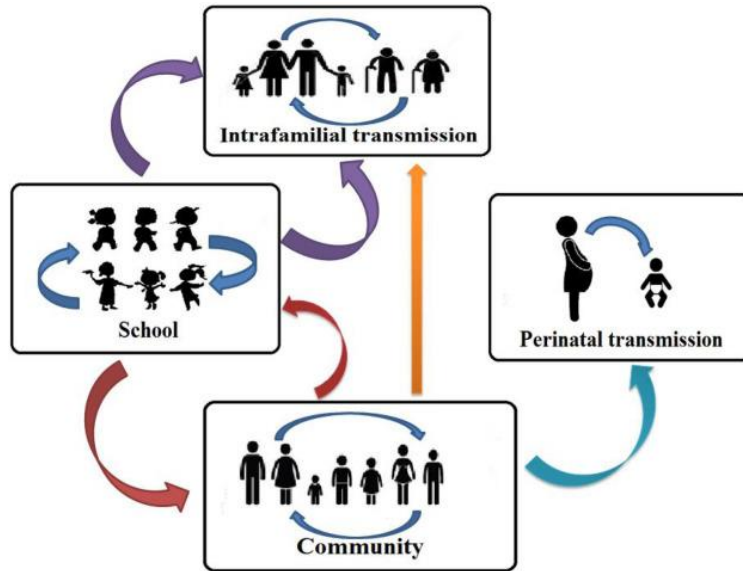 Intrafamilial transmission
School
Perinatal transmission
Community